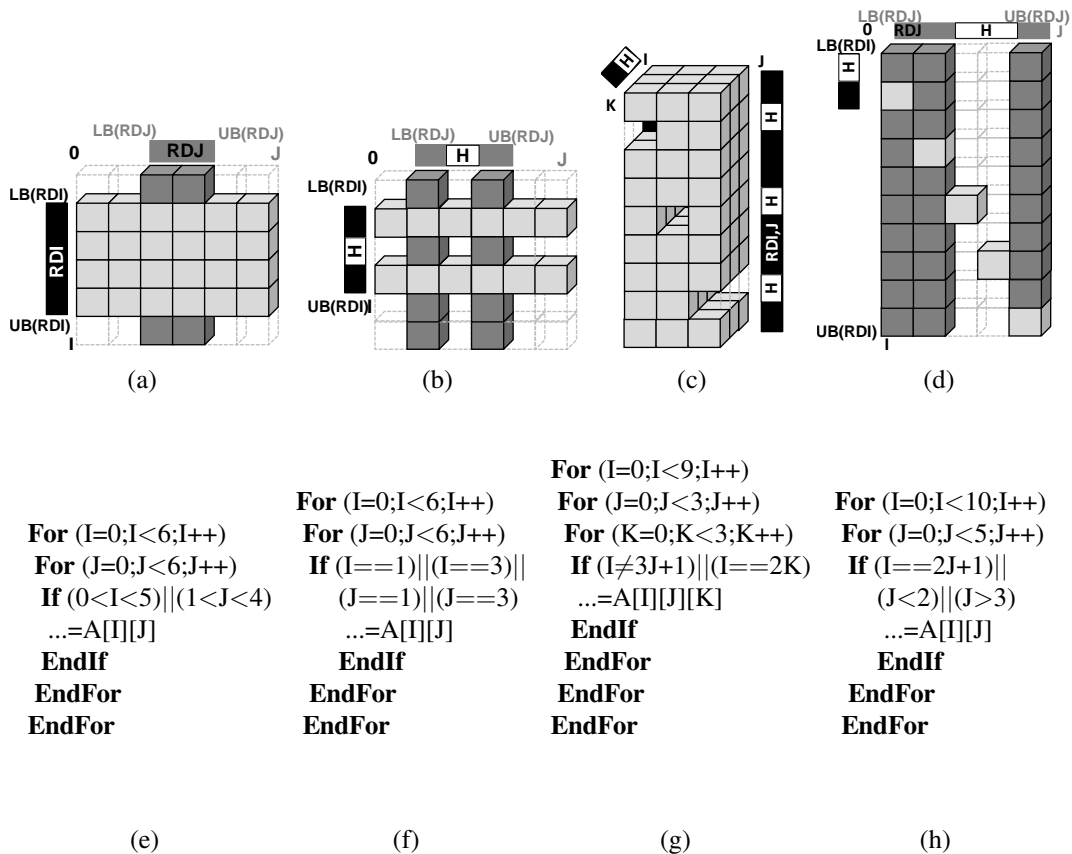 LB(RDJ)
UB(RDJ)
0
RDJ
J
LB(RDI)
RDI
UB(RDI)
I
(a)
LB(RDJ)
UB(RDJ)
0
H
J
LB(RDI)
H
UB(RDI)
I
(b)
H
I
J
K
H
H
RDI,J
H
(c)
LB(RDJ)
UB(RDJ)
0
RDJ
H
J
LB(RDI)
H
UB(RDI)
I
(d)
For (I=0;I<6;I++)
For (J=0;J<6;J++)
If (0<I<5)||(1<J<4)
...=A[I][J]
EndIf
EndFor
EndFor
(e)
For (I=0;I<6;I++)
For (J=0;J<6;J++)
If (I==1)||(I==3)||
(J==1)||(J==3)
...=A[I][J]
EndIf
EndFor
EndFor
(f)
For (I=0;I<9;I++)
For (J=0;J<3;J++)
For (K=0;K<3;K++)
If (I≠3J+1)||(I==2K)
...=A[I][J][K]
EndIf
EndFor
EndFor
EndFor
(g)
For (I=0;I<10;I++)
For (J=0;J<5;J++)
If (I==2J+1)||
(J<2)||(J>3)
...=A[I][J]
EndIf
EndFor
EndFor
(h)